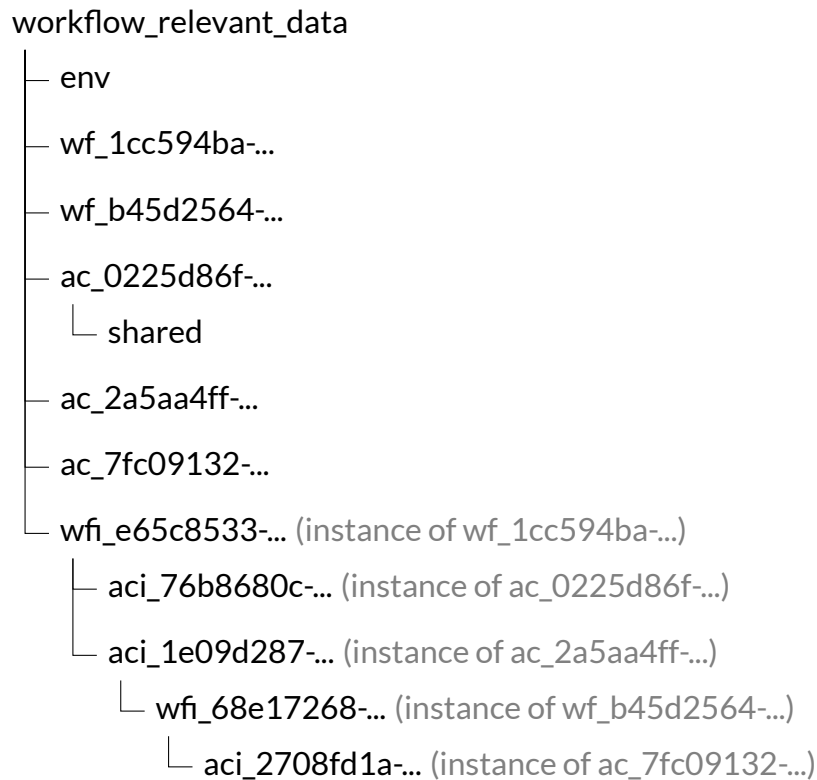 workflow_relevant_data
env
wf_1cc594ba-...
wf_b45d2564-...
ac_0225d86f-...
shared
ac_2a5aa4ff-...
ac_7fc09132-...
wfi_e65c8533-... (instance of wf_1cc594ba-...)
aci_76b8680c-... (instance of ac_0225d86f-...)
aci_1e09d287-... (instance of ac_2a5aa4ff-...)
wfi_68e17268-... (instance of wf_b45d2564-...)
aci_2708fd1a-... (instance of ac_7fc09132-...)